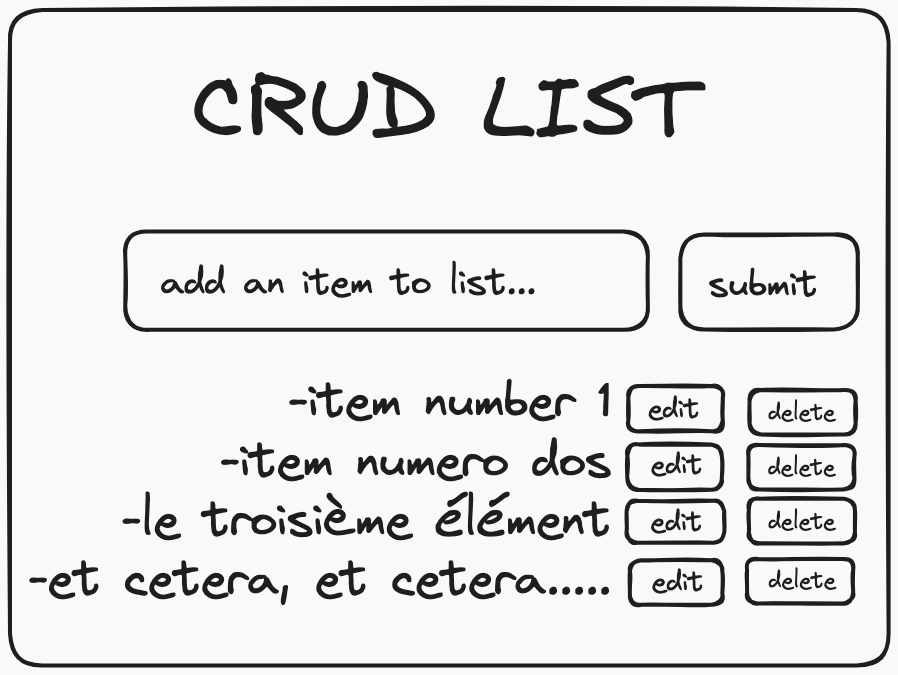 CRUD LIST
add an item to list... submit
-item number 1 edit delete
-item numero dos edit delete
-le troisième élément edit delete
-et cetera, et cetera..... edit delete